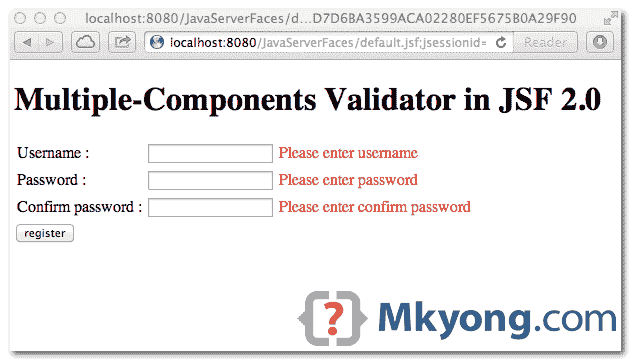 localhost:8080/JavaServerFaces/d...D7D6BA3599ACA02280EF5675B0A29F90
localhost:8080/JavaServerFaces/default.jsf;jsessionid=
Reader
Multiple-Components Validator in JSF 2.0
Username : Please enter username
Password : Please enter password
Confirm password : Please enter confirm password
register
{?} Mkyong.com